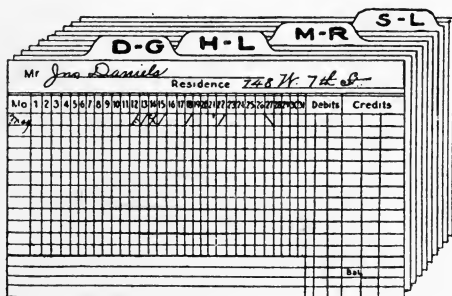 S-L
M-R
H-L
D-G
Mr Jno Daniels
Residence 748 W. 7th St
Mo 1 2 3 4 5 6 7 8 9 10 11 12 13 14 15 16 17 18 19 20 21 22 23 24 25 26 27 28 29 30 31 Debits Credits
May
Bal.